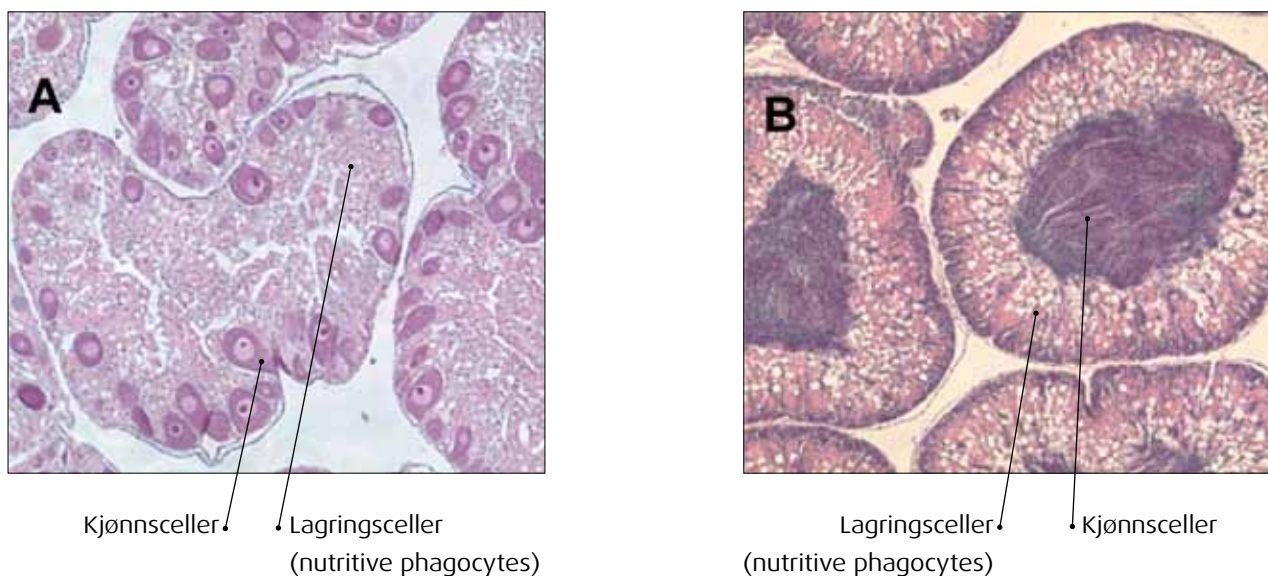 A
B
Kjønnsceller
Lagringsceller
(nutritive phagocytes)
Lagringsceller
(nutritive phagocytes)
Kjønnsceller